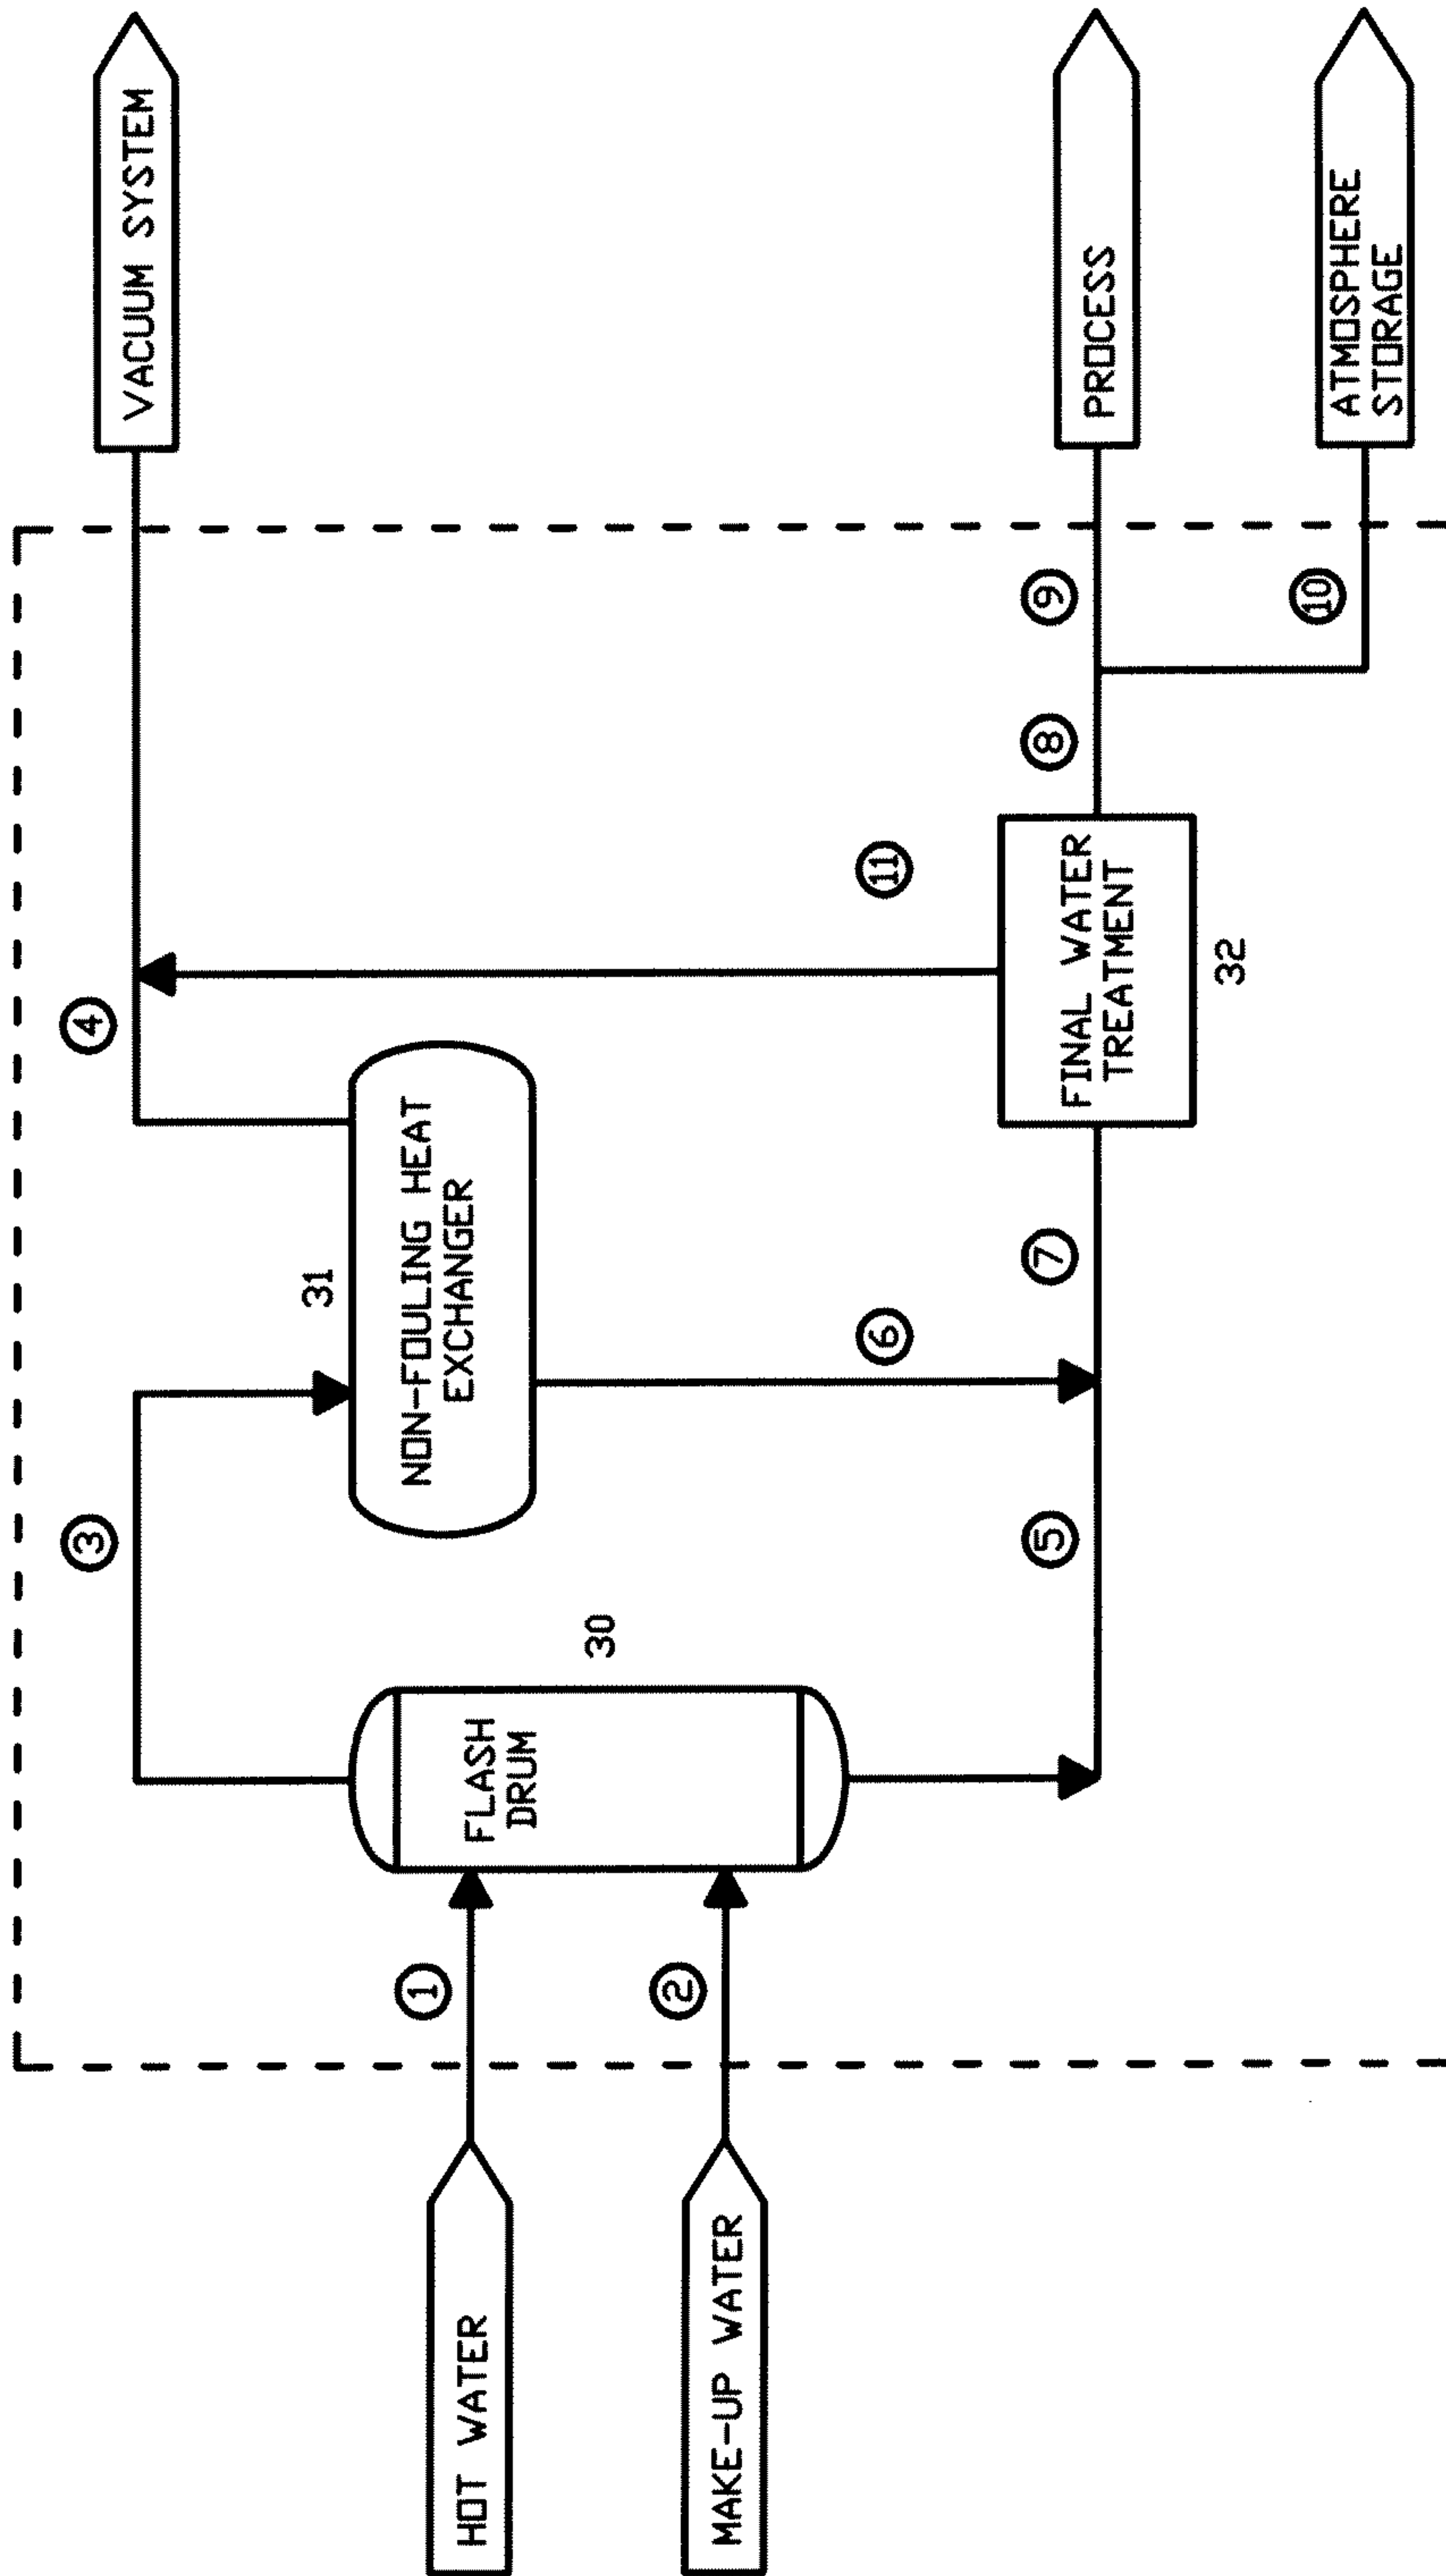 HOT WATER
MAKE-UP WATER
1
2
FLASH
DRUM
30
3
31
NON-FOULING HEAT
EXCHANGER
4
5
6
7
11
FINAL WATER
TREATMENT
32
8
9
10
VACUUM SYSTEM
PROCESS
ATMOSPHERE
STORAGE